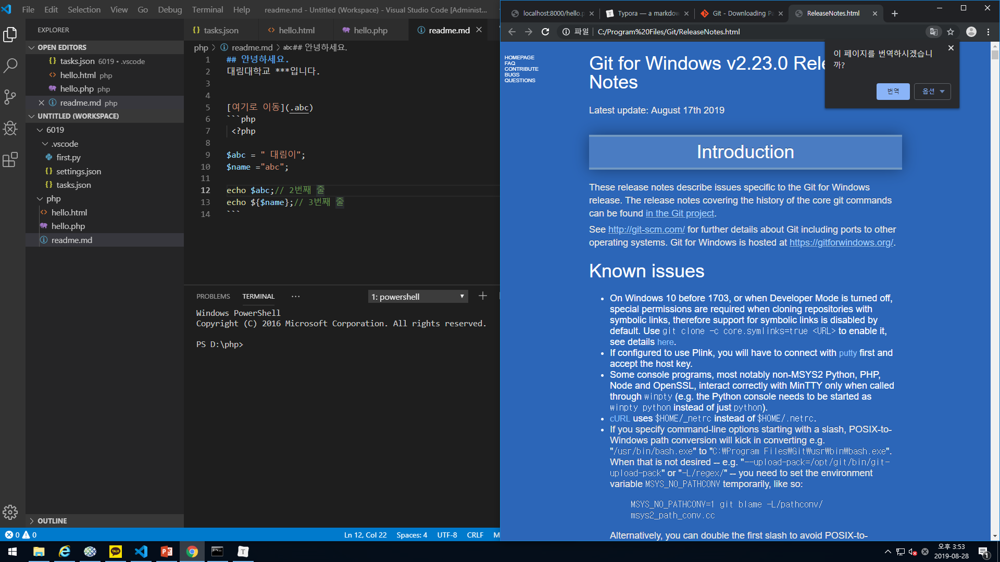 File Edit Selection View Go Debug Terminal Help readme.md - Untitled (Workspace) - Visual Studio Code [Administ...
EXPLORER
OPEN EDITORS
tasks.json 6019 • .vscode
hello.html php
hello.php php
readme.md php
UNTITLED (WORKSPACE)
6019
.vscode
first.py
settings.json
tasks.json
php
hello.html
hello.php
readme.md
OUTLINE
tasks.json hello.html hello.php readme.md
php > readme.md > abc## 안녕하세요.
1 ## 안녕하세요.
2 대림대학교 ***입니다.
3
4
5 [여기로 이동](.abc)
6 ```php
7 <?php
8
9 $abc = " 대림이";
10 $name ="abc";
11
12 echo $abc;// 2번째 줄
13 echo ${$name};// 3번째 줄
14 ```
PROBLEMS TERMINAL ... 1: powershell
Windows PowerShell
Copyright (C) 2016 Microsoft Corporation. All rights reserved.
PS D:\php>
0 0 Ln 12, Col 22 Spaces: 4 UTF-8 CRLF M
localhost:8000/hello.p Typora — a markdow Git - Downloading Pa ReleaseNotes.html
파일 | C:/Program%20Files/Git/ReleaseNotes.html
이 페이지를 번역하시겠습니
까?
번역 옵션
HOMEPAGE
FAQ
CONTRIBUTE
BUGS
QUESTIONS
Git for Windows v2.23.0 Rele
Notes
Latest update: August 17th 2019
Introduction
These release notes describe issues specific to the Git for Windows
release. The release notes covering the history of the core git commands
can be found in the Git project.
See http://git-scm.com/ for further details about Git including ports to other
operating systems. Git for Windows is hosted at https://gitforwindows.org/.
Known issues
• On Windows 10 before 1703, or when Developer Mode is turned off,
special permissions are required when cloning repositories with
symbolic links, therefore support for symbolic links is disabled by
default. Use git clone -c core.symlinks=true <URL> to enable it,
see details here.
• If configured to use Plink, you will have to connect with putty first and
accept the host key.
• Some console programs, most notably non-MSYS2 Python, PHP,
Node and OpenSSL, interact correctly with MinTTY only when called
through winpty (e.g. the Python console needs to be started as
winpty python instead of just python).
• cURL uses $HOME/_netrc instead of $HOME/.netrc.
• If you specify command-line options starting with a slash, POSIX-to-
Windows path conversion will kick in converting e.g.
"/usr/bin/bash.exe" to "C:₩Program Files₩Git₩usr₩bin₩bash.exe".
When that is not desired -- e.g. "--upload-pack=/opt/git/bin/git-
upload-pack" or "-L/regex/" -- you need to set the environment
variable MSYS_NO_PATHCONV temporarily, like so:
MSYS_NO_PATHCONV=1 git blame -L/pathconv/
msys2_path_conv.cc
Alternatively, you can double the first slash to avoid POSIX-to-
TALK
T
오후 3:53
2019-08-28
1